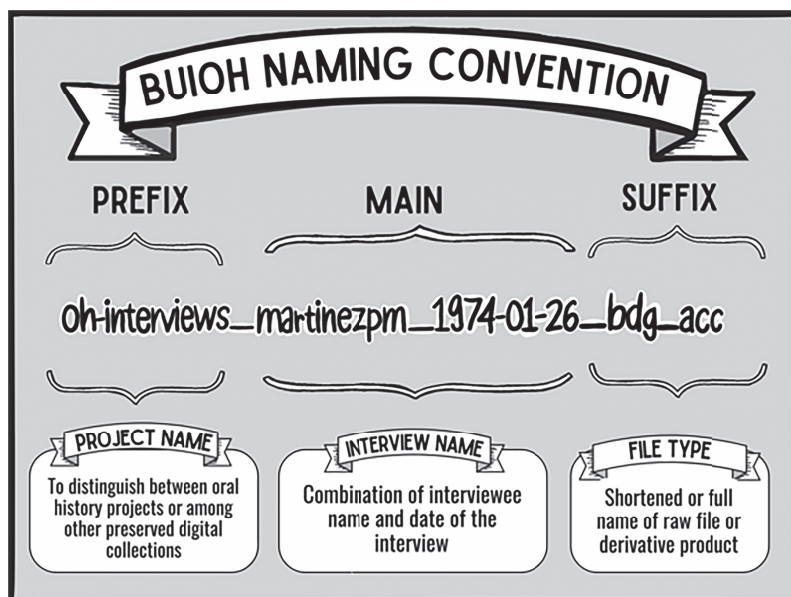 BUIOH NAMING CONVENTION
PREFIX
MAIN
SUFFIX
oh-interviews_martinezpm_1974-01-26_bdg_acc
PROJECT NAME
To distinguish between oral
history projects or among
other preserved digital
collections
INTERVIEW NAME
Combination of interviewee
name and date of the
interview
FILE TYPE
Shortened or full
name of raw file or
derivative product